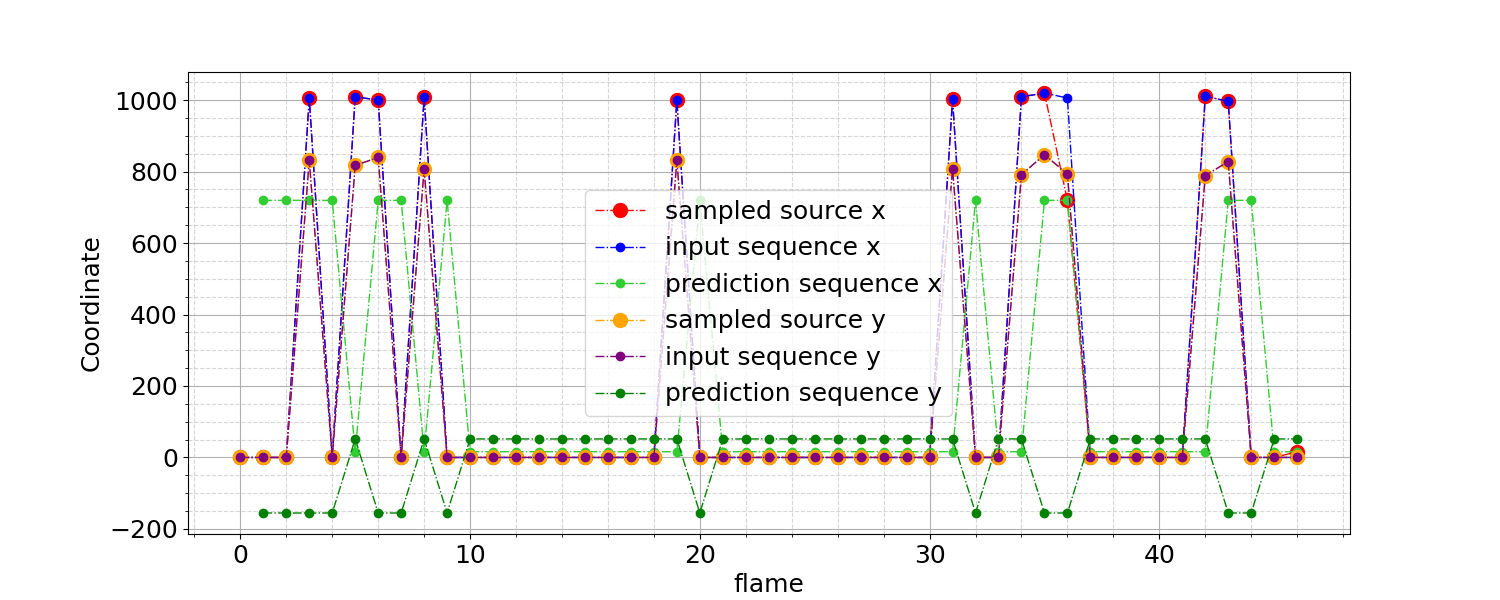 1000
800
600
400
200
0
−200
Coordinate
sampled source x
input sequence x
prediction sequence x
sampled source y
input sequence y
prediction sequence y
0 10 20 30 40
flame